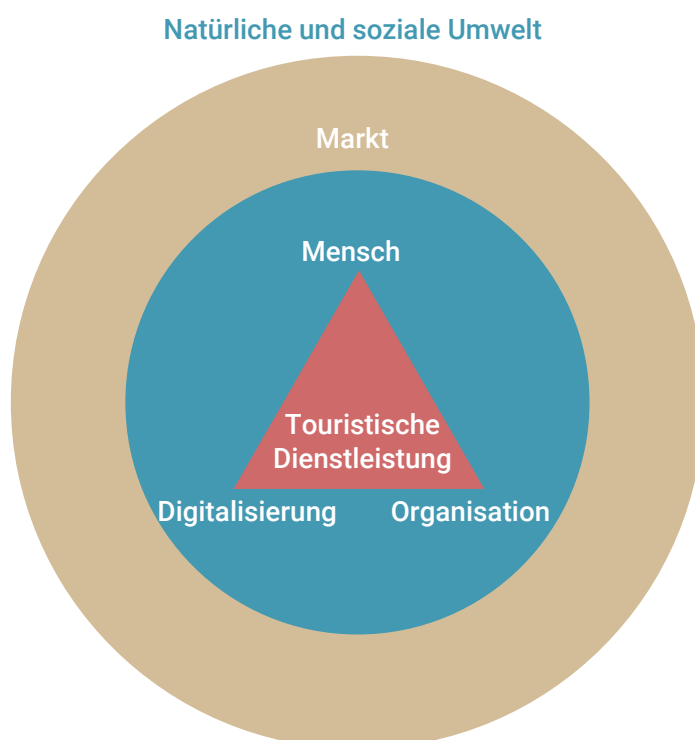 Natürliche und soziale Umwelt
Markt
Mensch
Touristische
Dienstleistung
Digitalisierung
Organisation